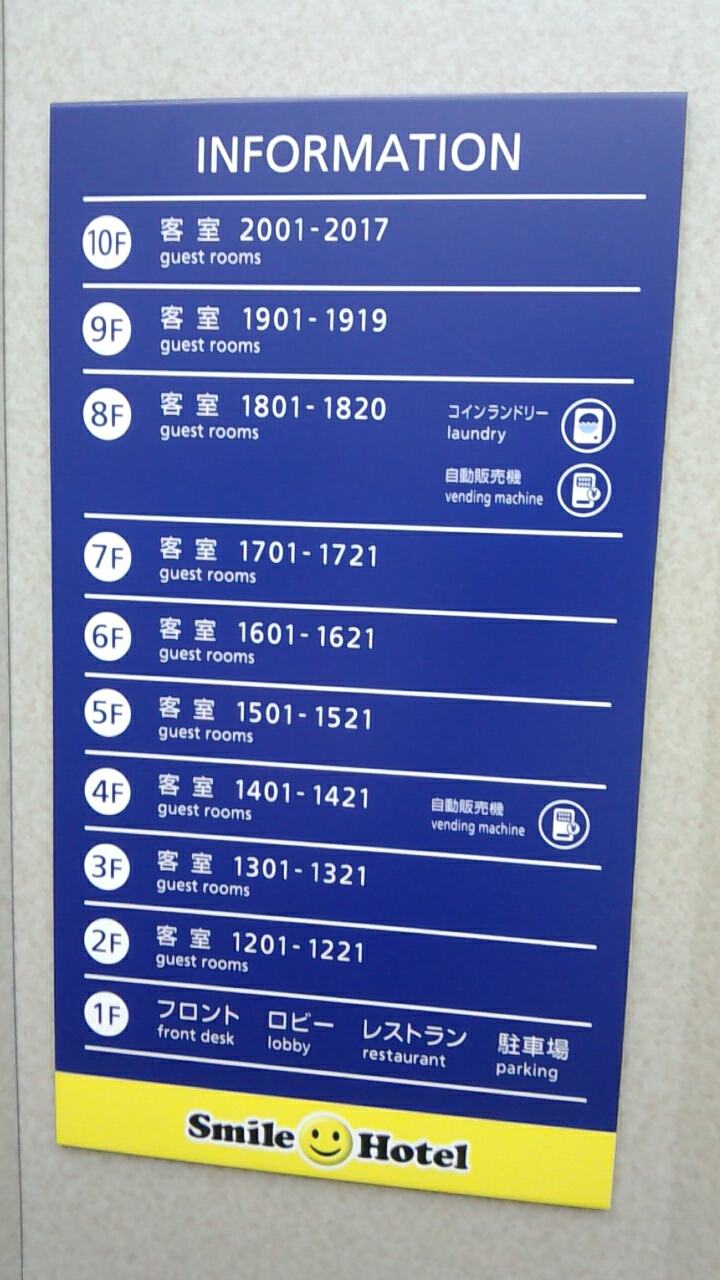 INFORMATION
10F 客室 2001-2017
guest rooms
9F 客室 1901-1919
guest rooms
8F 客室 1801-1820
guest rooms
コインランドリー
laundry
自動販売機
vending machine
7F 客室 1701-1721
guest rooms
6F 客室 1601-1621
guest rooms
5F 客室 1501-1521
guest rooms
4F 客室 1401-1421
guest rooms
自動販売機
vending machine
3F 客室 1301-1321
guest rooms
2F 客室 1201-1221
guest rooms
1F フロント ロビー レストラン 駐車場
front desk lobby restaurant parking
Smile Hotel